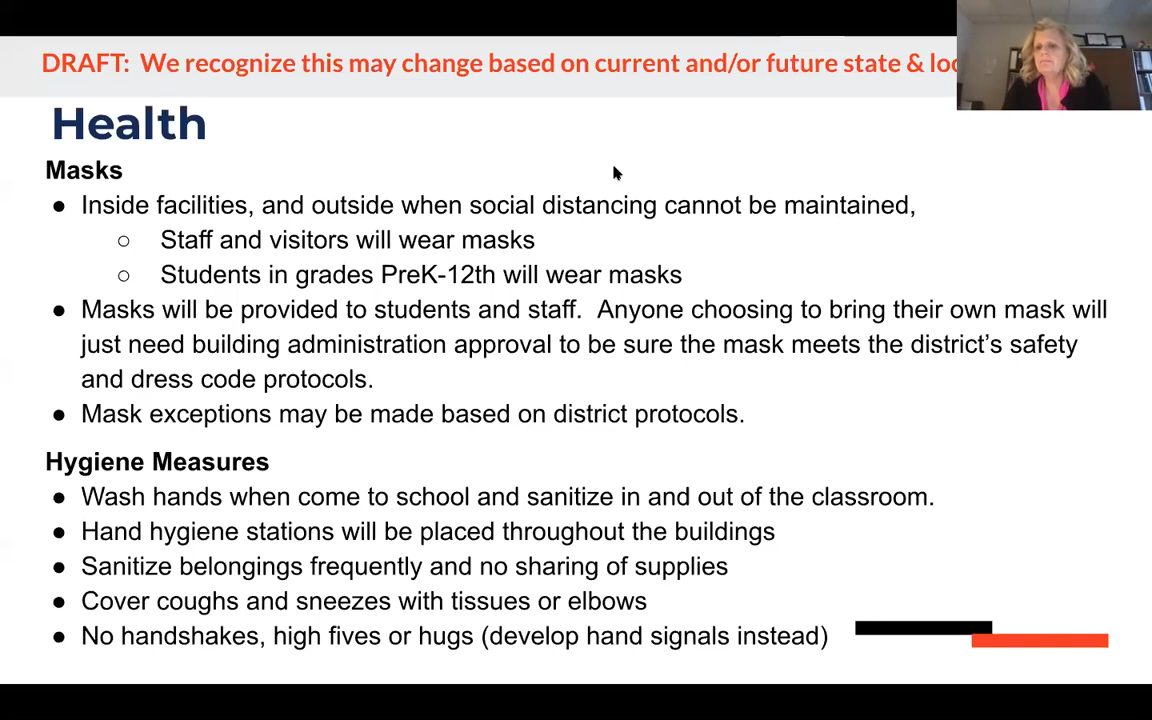 DRAFT: We recognize this may change based on current and/or future state &
Health
Masks
● Inside facilities, and outside when social distancing cannot be maintained,
○ Staff and visitors will wear masks
○ Students in grades PreK-12th will wear masks
● Masks will be provided to students and staff.  Anyone choosing to bring their own mask will
just need building administration approval to be sure the mask meets the district's safety
and dress code protocols.
● Mask exceptions may be made based on district protocols.
Hygiene Measures
● Wash hands when come to school and sanitize in and out of the classroom.
● Hand hygiene stations will be placed throughout the buildings
● Sanitize belongings frequently and no sharing of supplies
● Cover coughs and sneezes with tissues or elbows
● No handshakes, high fives or hugs (develop hand signals instead)